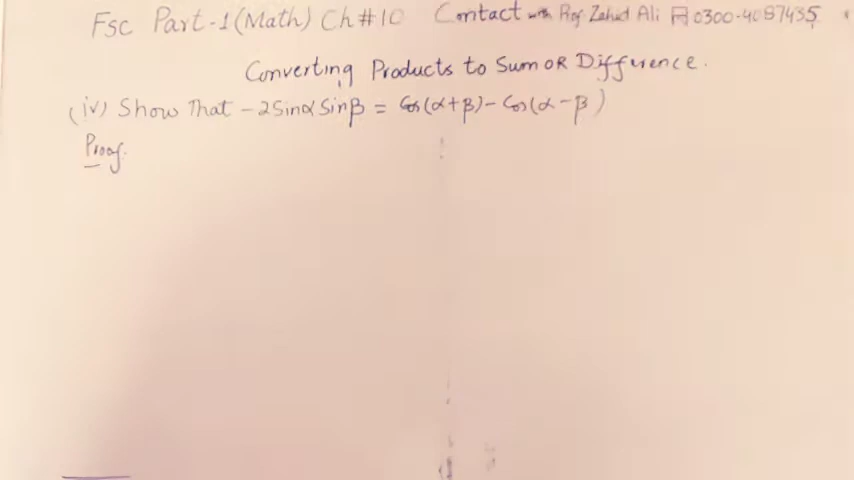 Fsc Part-1(Math) Ch#10 Contact with Prof Zahid Ali 0300-4087435
Converting Products to Sum OR Difference.
(iv) Show That -2Sinα Sinβ = Cos(α+β)-Cos(α-β)
Proof.